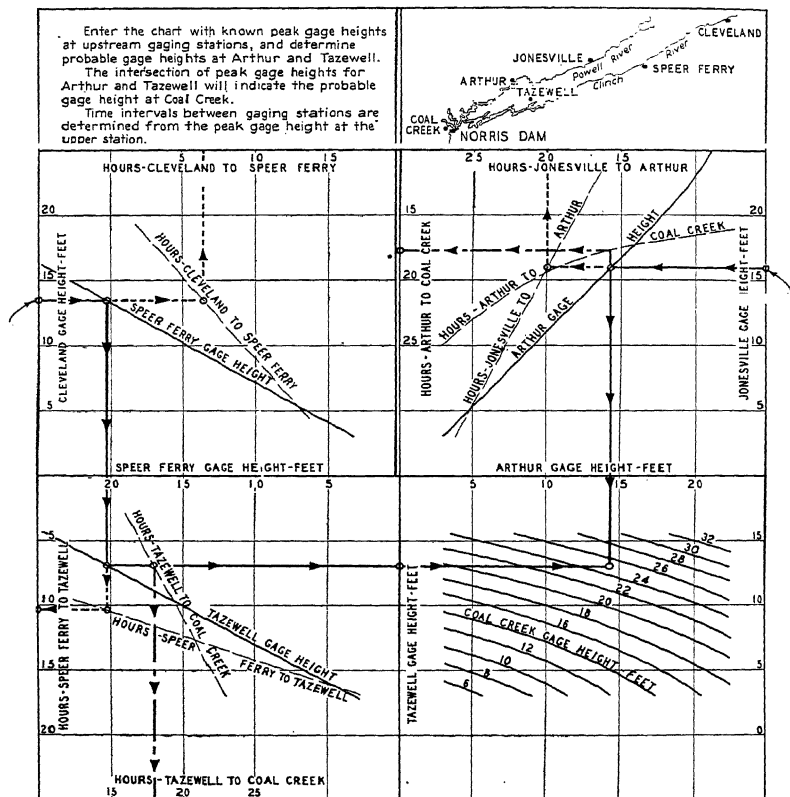 Enter the chart with known peak gage heights
at upstream gaging stations, and determine
probable gage heights at Arthur and Tazewell.
The intersection of peak gage heights for
Arthur and Tazewell will indicate the probable
gage height at Coal Creek.
Time intervals between gaging stations are
determined from the peak gage height at the
upper station.
CLEVELAND
JONESVILLE
Powell River
River
SPEER FERRY
ARTHUR
TAZEWELL
Clinch
COAL
CREEK
NORRIS DAM
5 10
HOURS-CLEVELAND TO SPEER FERRY
25 20 15
HOURS-JONESVILLE TO ARTHUR
20
15
10
5
CLEVELAND GAGE HEIGHT-FEET
HOURS-CLEVELAND TO SPEER FERRY
SPEER FERRY GAGE HEIGHT
15
20
25
HOURS-ARTHUR TO COAL CREEK
HOURS-ARTHUR TO COAL CREEK
HOURS-JONESVILLE TO ARTHUR
ARTHUR GAGE HEIGHT
20
15
10
5
JONESVILLE GAGE HEIGHT-FEET
SPEER FERRY GAGE HEIGHT-FEET
20 15 10 5
ARTHUR GAGE HEIGHT-FEET
5 10 15 20
5
10
15
20
HOURS-SPEER FERRY TO TAZEWELL
HOURS-TAZEWELL TO COAL CREEK
TAZEWELL GAGE HEIGHT
HOURS-SPEER FERRY TO TAZEWELL
TAZEWELL GAGE HEIGHT-FEET
32
30
28
26
24
22
20
18
16
COAL CREEK GAGE HEIGHT-FEET
12
10
8
6
15
10
5
0
HOURS-TAZEWELL TO COAL CREEK
15 20 25